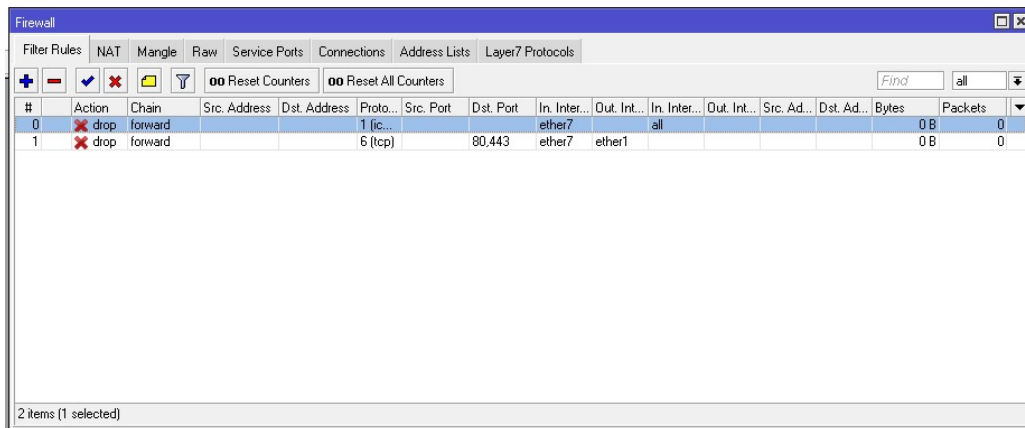 Firewall
Filter Rules NAT Mangle Raw Service Ports Connections Address Lists Layer7 Protocols
00 Reset Counters 00 Reset All Counters Find all
# Action Chain Src. Address Dst. Address Proto... Src. Port Dst. Port In. Inter... Out. Int... In. Inter... Out. Int... Src. Ad... Dst. Ad... Bytes Packets
0 drop forward 1 (ic... ether7 all 0 B 0
1 drop forward 6 (tcp) 80,443 ether7 ether1 0 B 0
2 items (1 selected)